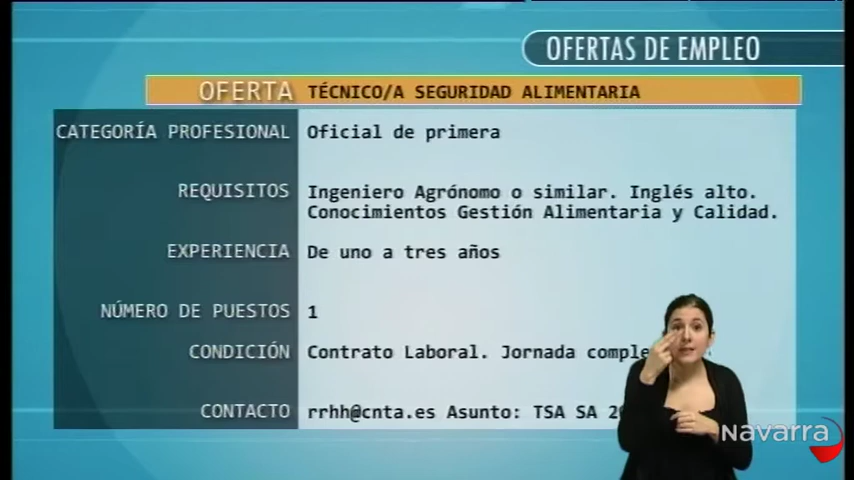 OFERTAS DE EMPLEO
OFERTA TÉCNICO/A SEGURIDAD ALIMENTARIA
CATEGORÍA PROFESIONAL Oficial de primera
REQUISITOS Ingeniero Agrónomo o similar. Inglés alto.
Conocimientos Gestión Alimentaria y Calidad.
EXPERIENCIA De uno a tres años
NÚMERO DE PUESTOS 1
CONDICIÓN Contrato Laboral. Jornada
CONTACTO rrhh@cnta.es Asunto: TSA SA
Navarra